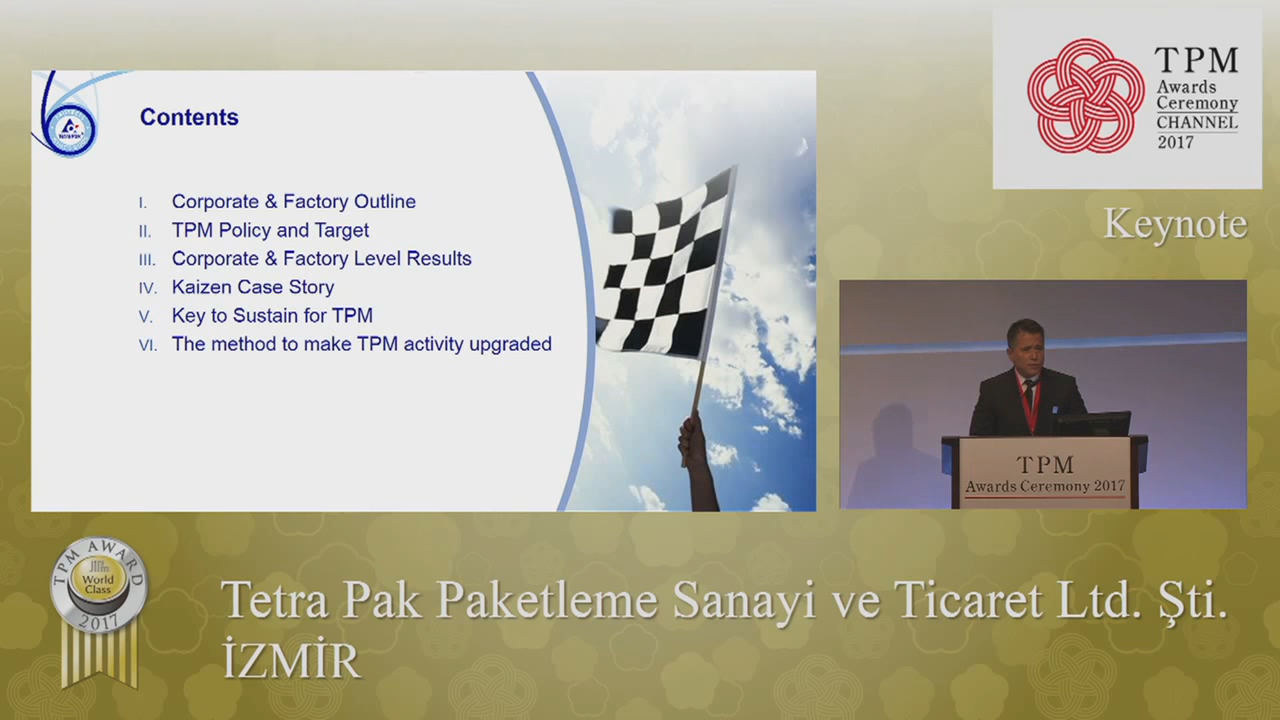 Contents
I. Corporate & Factory Outline
II. TPM Policy and Target
III. Corporate & Factory Level Results
IV. Kaizen Case Story
V. Key to Sustain for TPM
VI. The method to make TPM activity upgraded
TPM
Awards
Ceremony
CHANNEL
2017
Keynote
TPM
Awards Ceremony 2017
TPM AWARD
JIPM
World
Class
2017
Tetra Pak Paketleme Sanayi ve Ticaret Ltd. Şti.
İZMİR